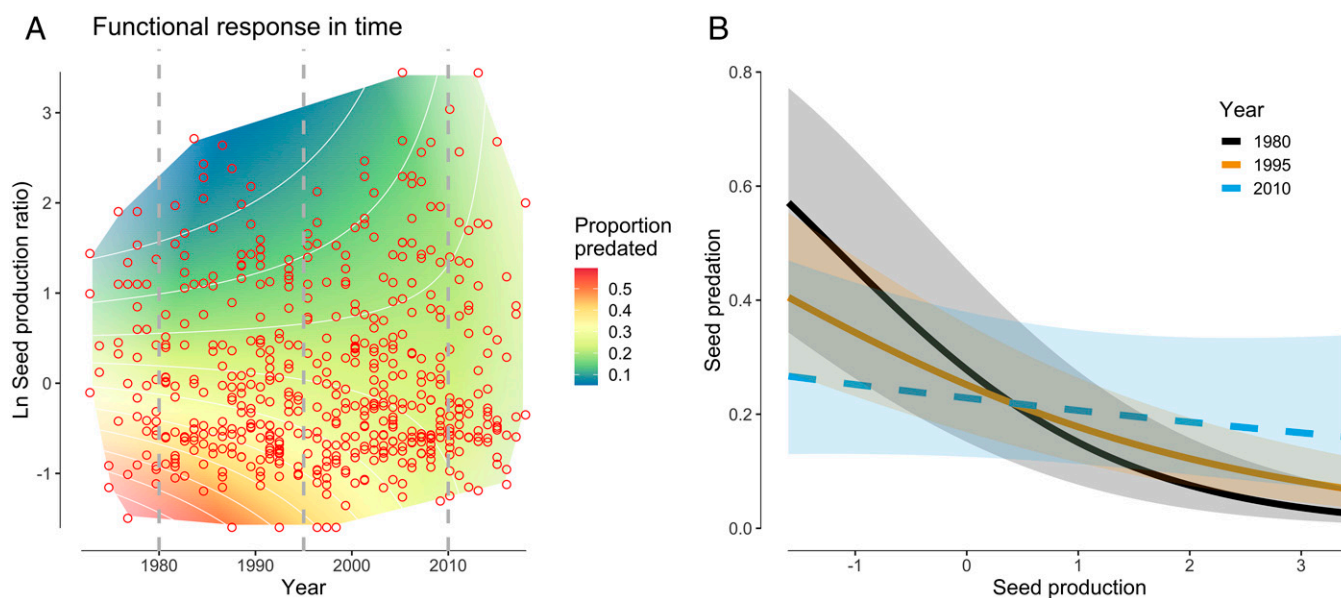 A
Functional response in time
Ln Seed production ratio)
3
2
1
0
-1
1980
1990
2000
2010
Year
Proportion
predated
0.5
0.4
0.3
0.2
0.1
B
Seed predation
0.8
0.6
0.4
0.2
0.0
-1
0
1
2
3
Seed production
Year
1980
1995
2010